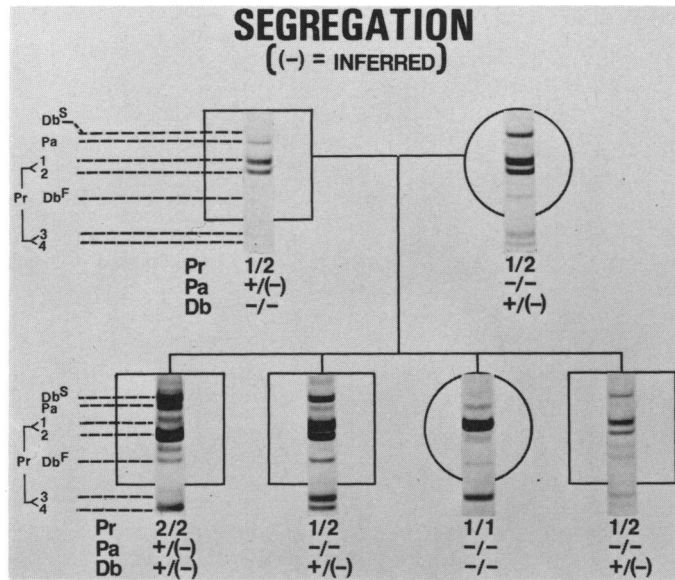 SEGREGATION
((–) = INFERRED)
Db^S
Pa
1
2
Pr Db^F
3
4
Pr 1/2 1/2
Pa +/(–) –/–
Db –/– +/(–)
Db^S
Pa
1
2
Pr Db^F
3
4
Pr 2/2 1/2 1/1 1/2
Pa +/(–) –/– –/– –/–
Db +/(–) +/(–) –/– +/(–)